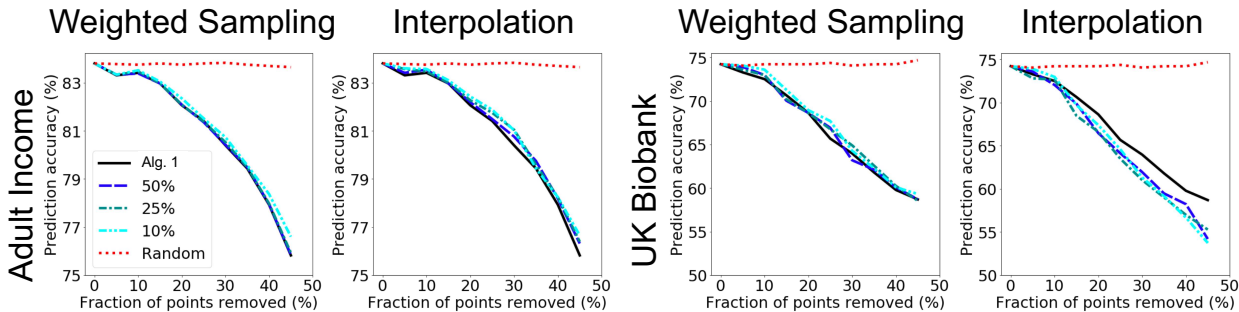 Weighted Sampling
Interpolation
Weighted Sampling
Interpolation
Adult Income
Prediction accuracy (%)
83
81
79
77
75
Alg. 1
50%
25%
10%
Random
0 10 20 30 40 50
Fraction of points removed (%)
Prediction accuracy (%)
83
81
79
77
75
0 10 20 30 40 50
Fraction of points removed (%)
UK Biobank
Prediction accuracy (%)
75
70
65
60
55
50
0 10 20 30 40 50
Fraction of points removed (%)
Prediction accuracy (%)
75
70
65
60
55
50
0 10 20 30 40 50
Fraction of points removed (%)